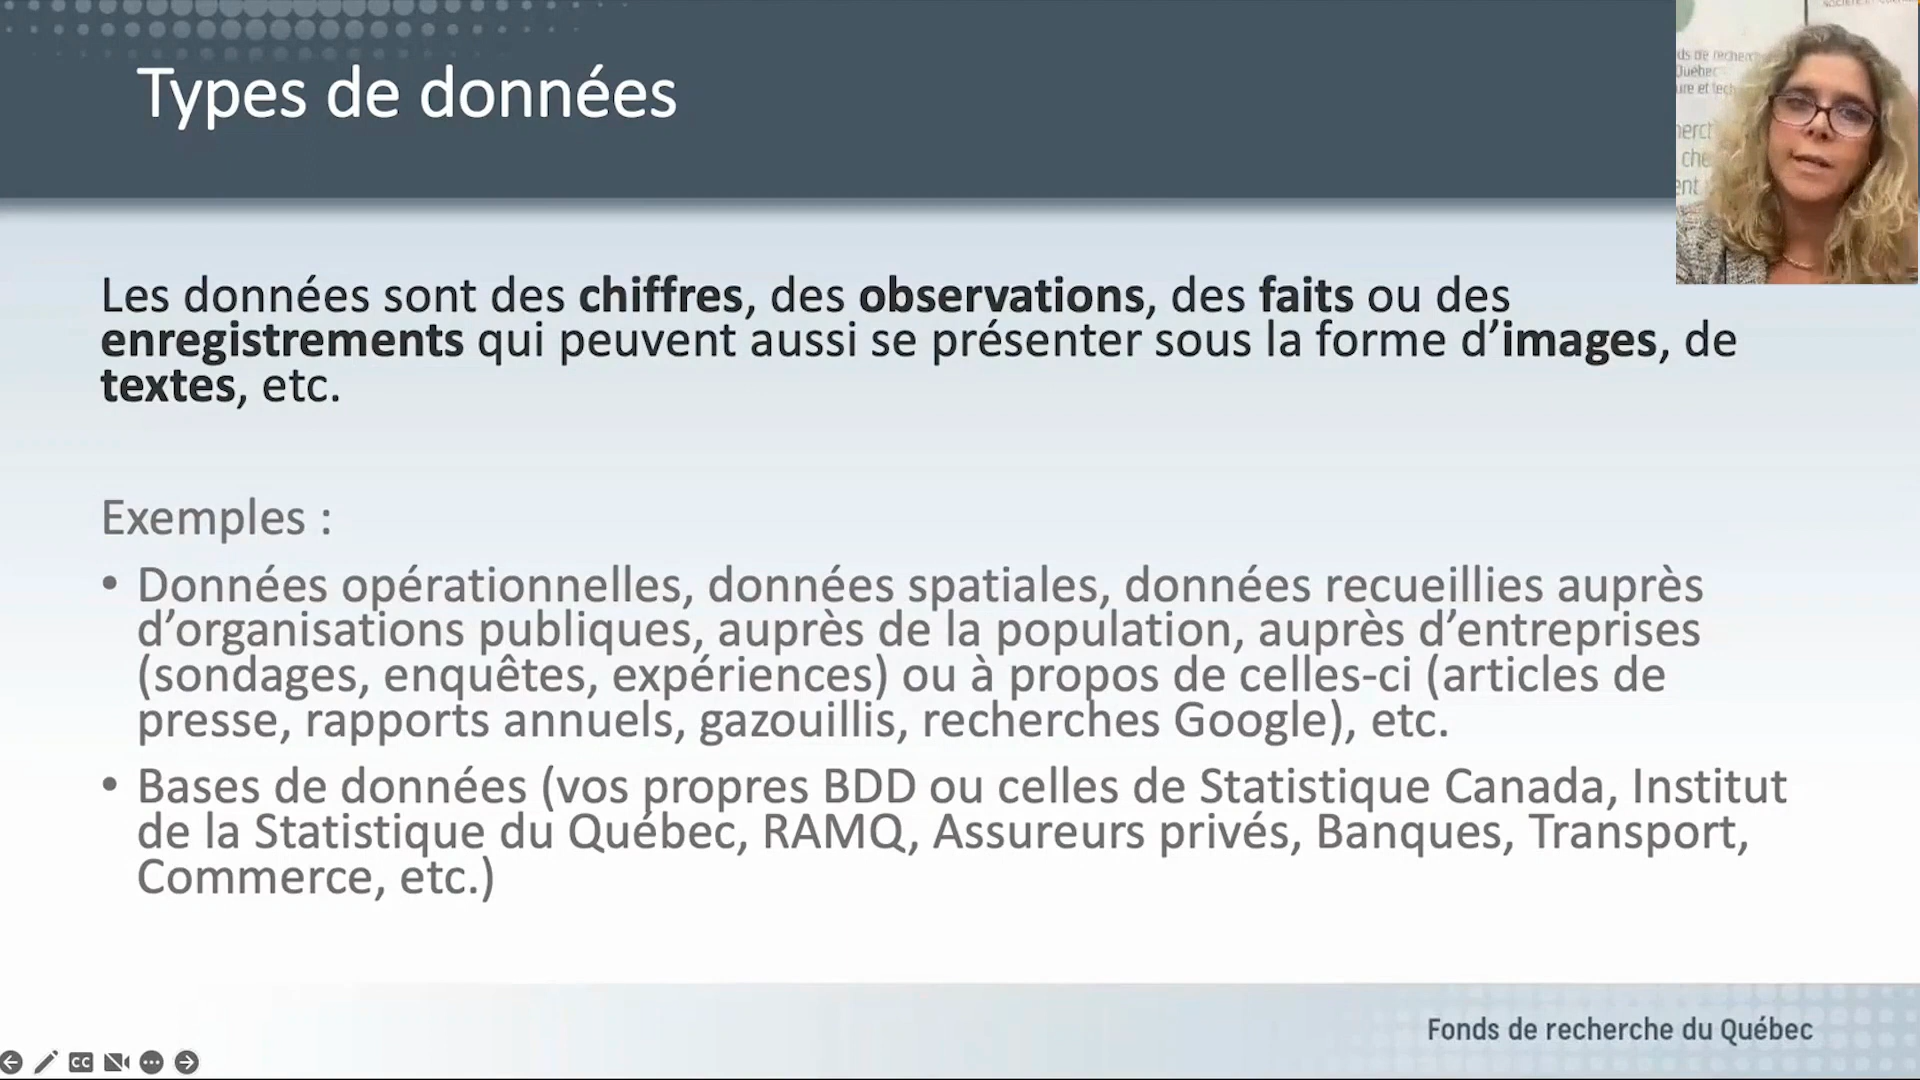 Types de données
Les données sont des chiffres, des observations, des faits ou des
enregistrements qui peuvent aussi se présenter sous la forme d’images, de
textes, etc.
Exemples :
• Données opérationnelles, données spatiales, données recueillies auprès
d’organisations publiques, auprès de la population, auprès d’entreprises
(sondages, enquêtes, expériences) ou à propos de celles-ci (articles de
presse, rapports annuels, gazouillis, recherches Google), etc.
• Bases de données (vos propres BDD ou celles de Statistique Canada, Institut
de la Statistique du Québec, RAMQ, Assureurs privés, Banques, Transport,
Commerce, etc.)
Fonds de recherche du Québec
CC